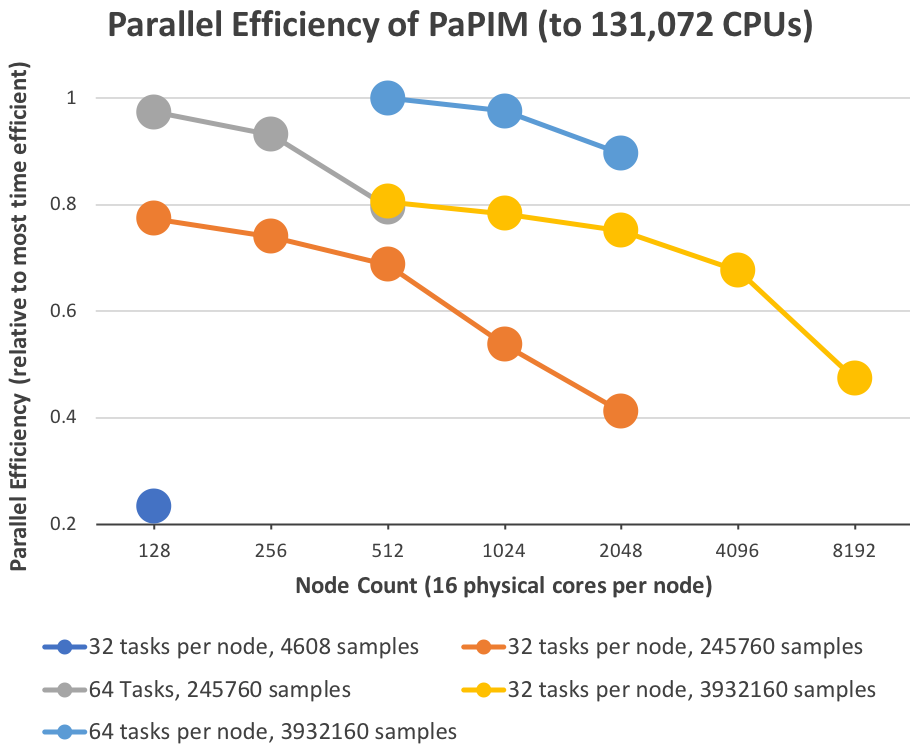 Parallel Efficiency of PaPIM (to 131,072 CPUs)
Parallel Efficiency (relative to most time efficient)
1
0.8
0.6
0.4
0.2
128 256 512 1024 2048 4096 8192
Node Count (16 physical cores per node)
32 tasks per node, 4608 samples
32 tasks per node, 245760 samples
64 Tasks, 245760 samples
32 tasks per node, 3932160 samples
64 tasks per node, 3932160 samples